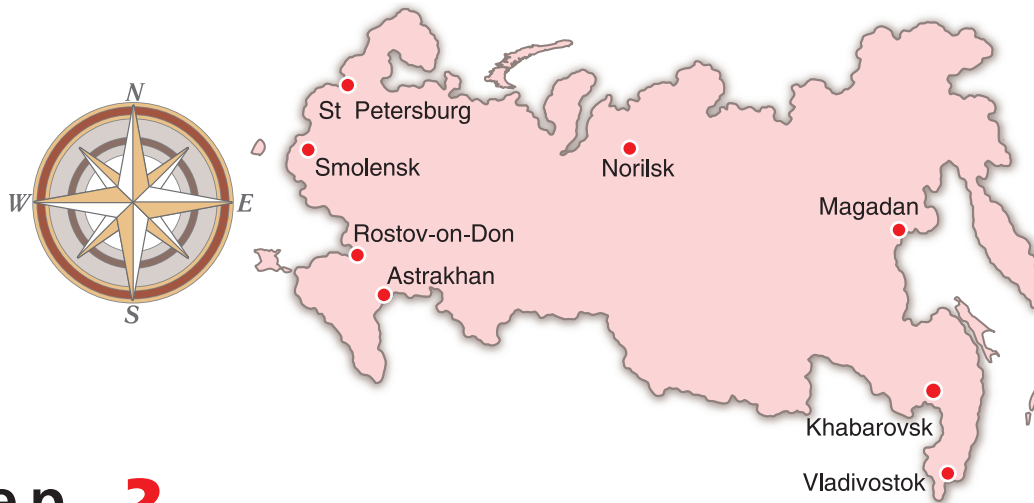 N
St Petersburg
Smolensk
Norilsk
W
E
Magadan
Rostov-on-Don
Astrakhan
S
Khabarovsk
Vladivostok